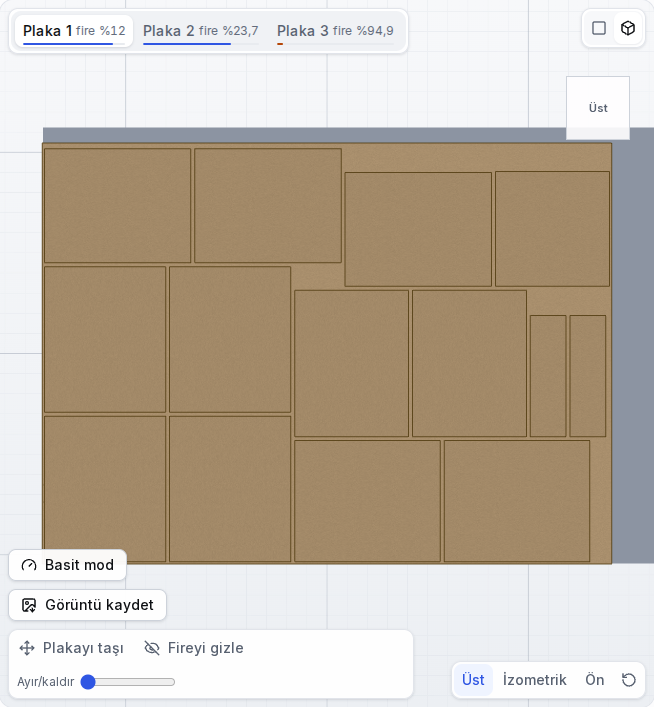 Plaka 1 fire %12 Plaka 2 fire %23,7 Plaka 3 fire %94,9
Üst
Basit mod
Görüntü kaydet
Plakayı taşı Fireyi gizle
Ayır/kaldır
Üst İzometrik Ön